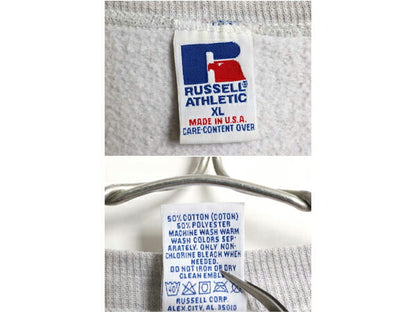 RUSSELL®
ATHLETIC
XL
MADE IN U.S.A.
CARE-CONTENT OVER
50% COTTON (COTON)
50% POLYESTER
MACHINE WASH WARM
WASH COLORS SEP-
ARATELY. ONLY NON-
CHLORINE BLEACH WHEN
NEEDED.
DO NOT IRON OR DRY
CLEAN EMBL
RUSSELL CORP
ALEX.CITY, AL. 35010